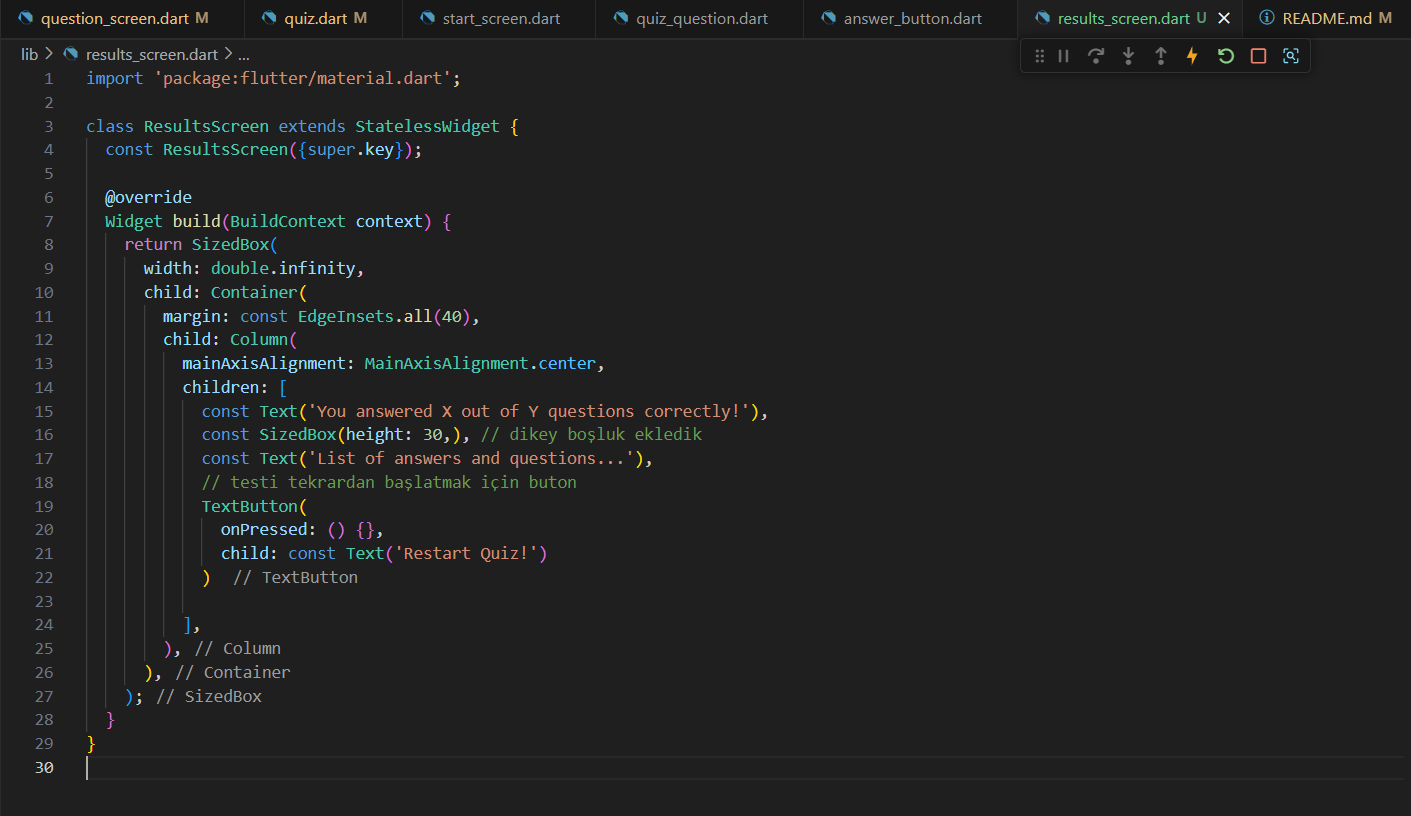 question_screen.dart M quiz.dart M start_screen.dart quiz_question.dart answer_button.dart results_screen.dart U README.md M
lib > results_screen.dart > ...
1 import 'package:flutter/material.dart';
2
3 class ResultsScreen extends StatelessWidget {
4 const ResultsScreen({super.key});
5
6 @override
7 Widget build(BuildContext context) {
8 return SizedBox(
9 width: double.infinity,
10 child: Container(
11 margin: const EdgeInsets.all(40),
12 child: Column(
13 mainAxisAlignment: MainAxisAlignment.center,
14 children: [
15 const Text('You answered X out of Y questions correctly!'),
16 const SizedBox(height: 30,), // dikey boşluk ekledik
17 const Text('List of answers and questions...'),
18 // testi tekrardan başlatmak için buton
19 TextButton(
20 onPressed: () {},
21 child: const Text('Restart Quiz!')
22 ) // TextButton
23
24 ],
25 ), // Column
26 ), // Container
27 ); // SizedBox
28 }
29 }
30